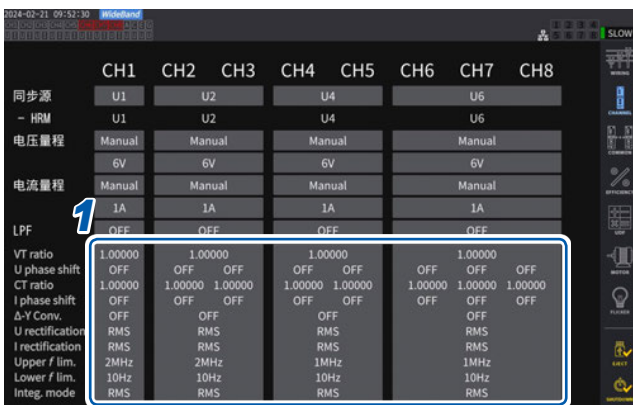 2024-02-21 09:52:30 WideBand
SLOW
CH1 CH2 CH3 CH4 CH5 CH6 CH7 CH8
WIRING
同步源 U1 U2 U4 U6
CHANNEL
- HRM U1 U2 U4 U6
电压量程 Manual Manual Manual Manual
COMMON
6V 6V 6V 6V
电流量程 Manual Manual Manual Manual
EFFICIENCY
1A 1A 1A 1A
1
LPF OFF OFF OFF OFF
UDF
VT ratio 1.00000 1.00000 1.00000 1.00000
U phase shift OFF OFF OFF OFF OFF OFF OFF OFF
MOTOR
CT ratio 1.00000 1.00000 1.00000 1.00000 1.00000 1.00000 1.00000 1.00000
I phase shift OFF OFF OFF OFF OFF OFF OFF OFF
Δ-Y Conv. OFF OFF OFF OFF
FLICKER
U rectification RMS RMS RMS RMS
I rectification RMS RMS RMS RMS
Upper f lim. 2MHz 2MHz 1MHz 1MHz
EJECT
Lower f lim. 10Hz 10Hz 10Hz 10Hz
Integ. mode RMS RMS RMS RMS
SHUTDOWN